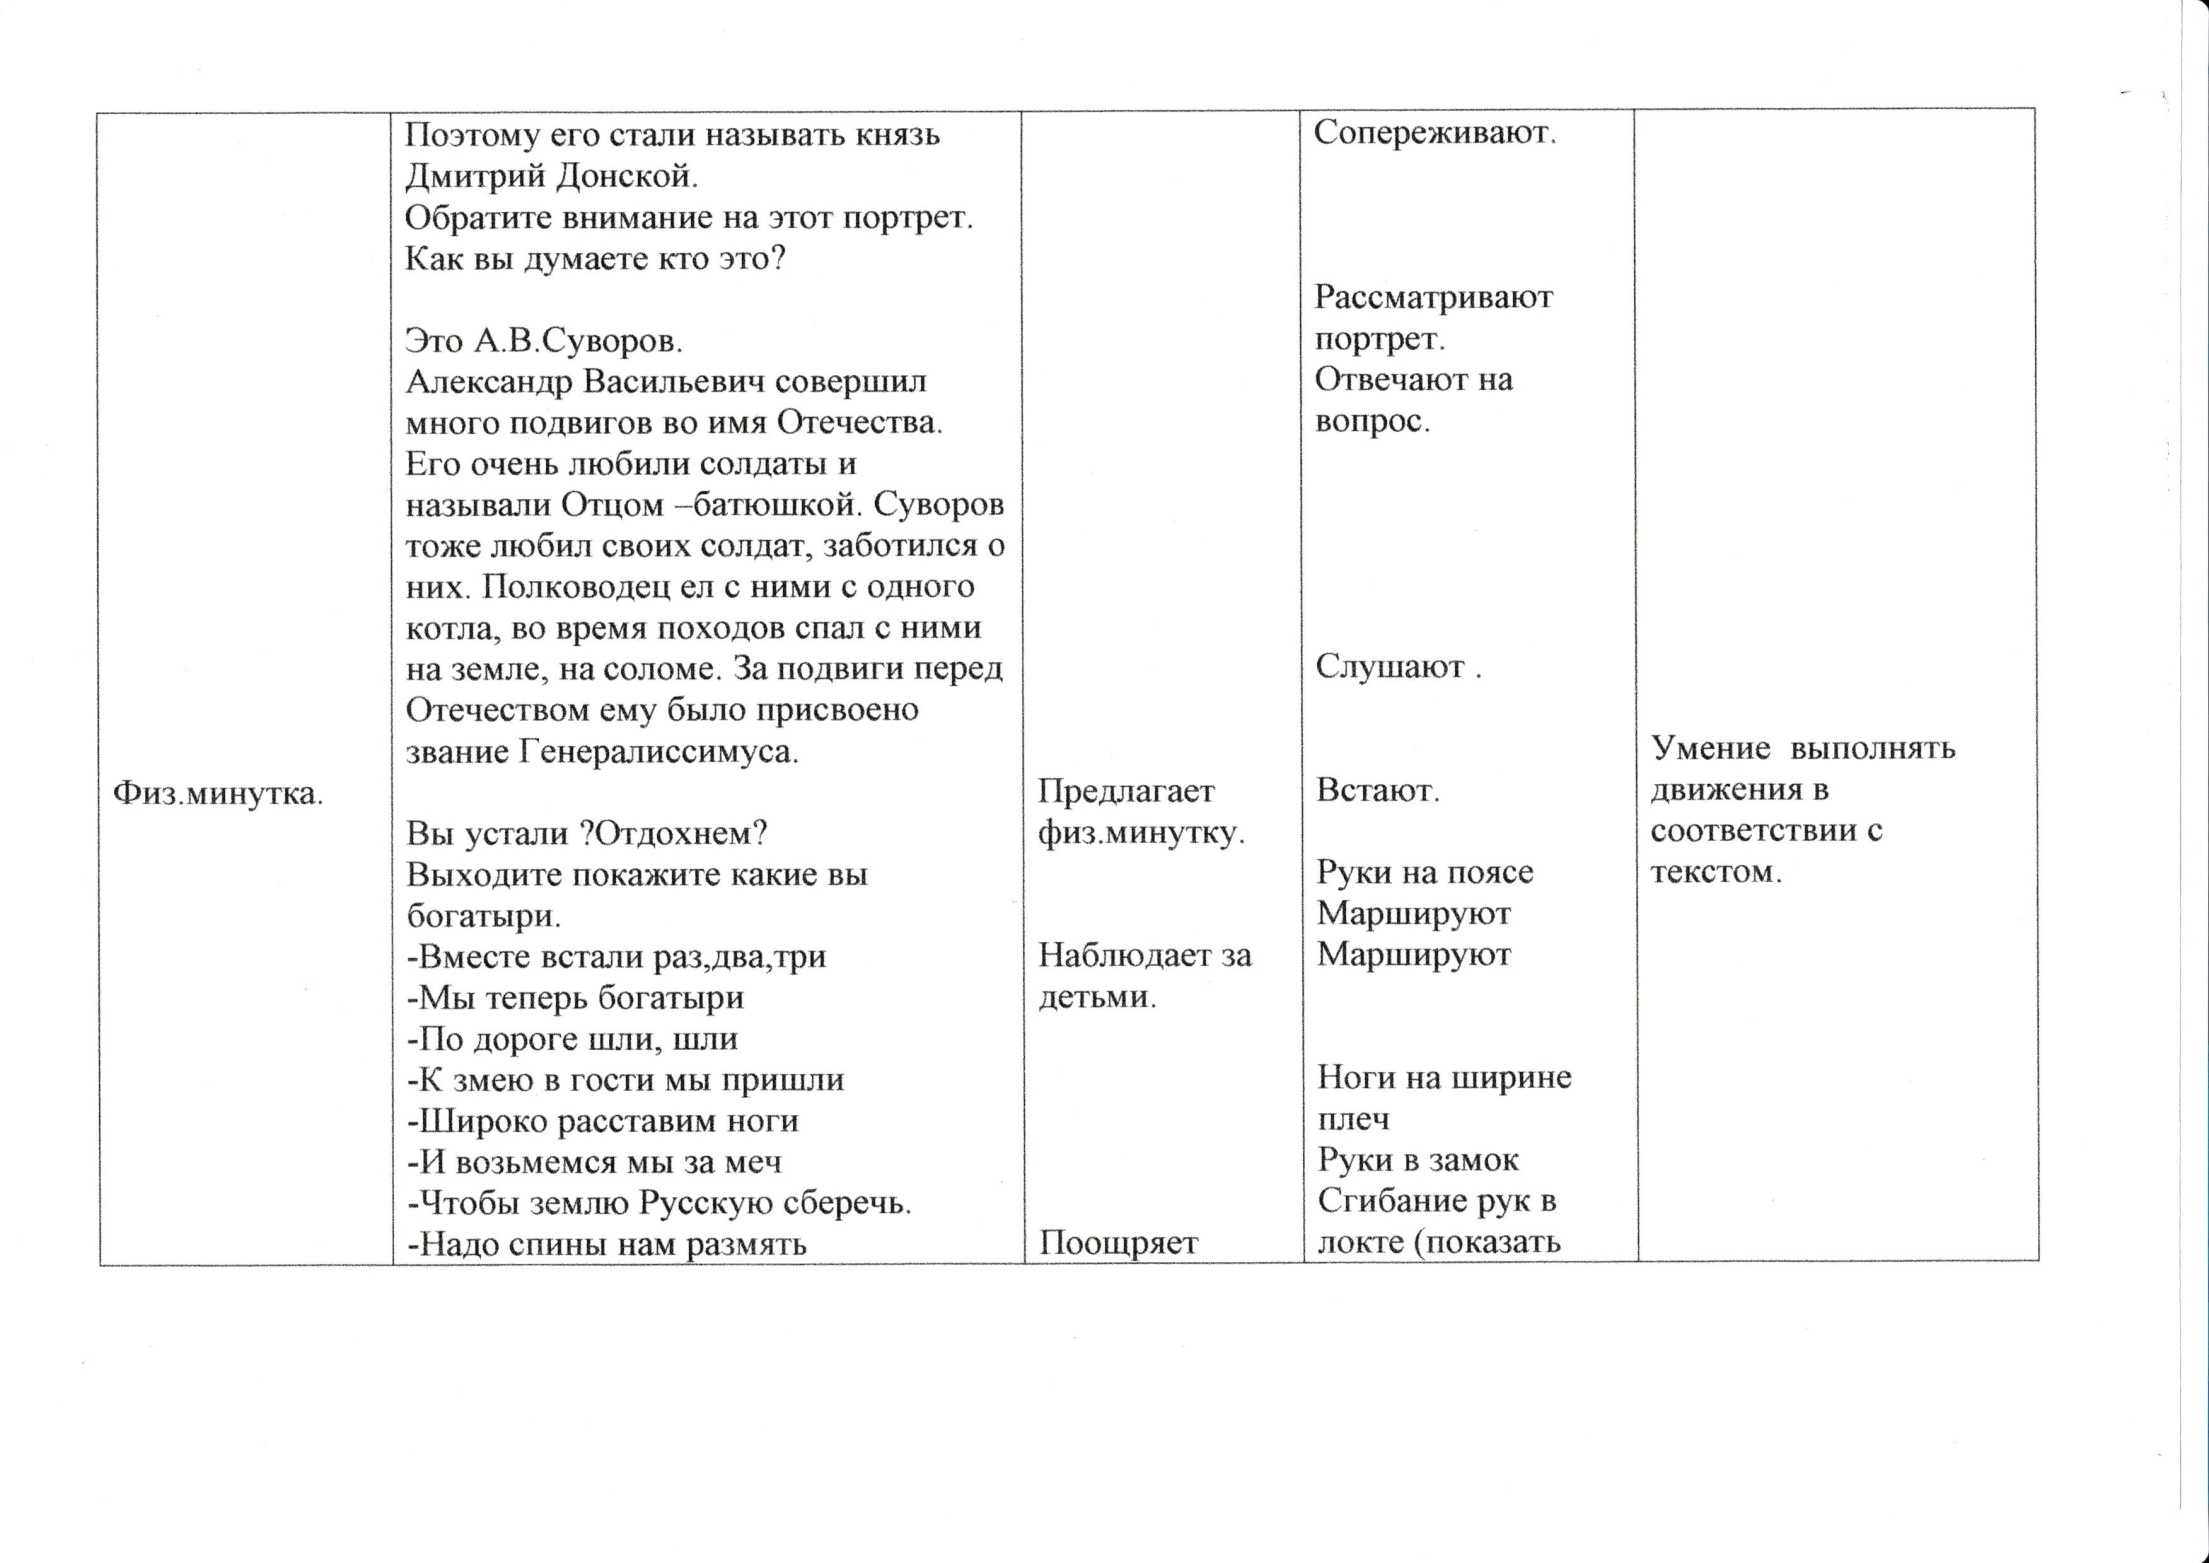 Поэтому его стали называть князь
Дмитрий Донской.
Обратите внимание на этот портрет.
Как вы думаете кто это?
Это А.В.Суворов.
Александр Васильевич совершил
много подвигов во имя Отечества.
Его очень любили солдаты и
называли Отцом –батюшкой. Суворов
тоже любил своих солдат, заботился о
них. Полководец ел с ними с одного
котла, во время походов спал с ними
на земле, на соломе. За подвиги перед
Отечеством ему было присвоено
звание Генералиссимуса.
Сопереживают.
Рассматривают
портрет.
Отвечают на
вопрос.
Слушают .
Физ.минутка.
Вы устали ?Отдохнем?
Выходите покажите какие вы
богатыри.
-Вместе встали раз,два,три
-Мы теперь богатыри
-По дороге шли, шли
-К змею в гости мы пришли
-Широко расставим ноги
-И возьмемся мы за меч
-Чтобы землю Русскую сберечь.
-Надо спины нам размять
Предлагает
физ.минутку.
Наблюдает за
детьми.
Поощряет
Встают.
Руки на поясе
Маршируют
Маршируют
Ноги на ширине
плеч
Руки в замок
Сгибание рук в
локте (показать
Умение  выполнять
движения в
соответствии с
текстом.